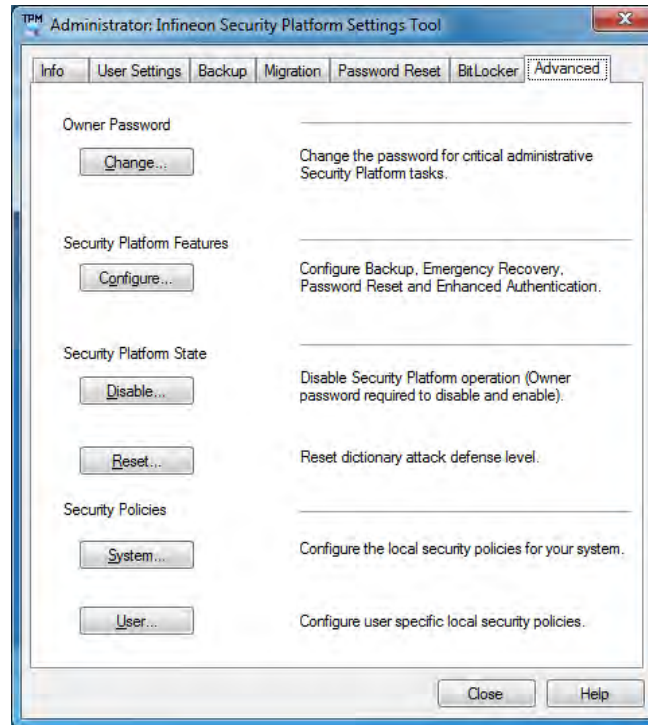 TPM Administrator: Infineon Security Platform Settings Tool
Info User Settings Backup Migration Password Reset BitLocker Advanced
Owner Password
Change...
Change the password for critical administrative
Security Platform tasks.
Security Platform Features
Configure...
Configure Backup, Emergency Recovery,
Password Reset and Enhanced Authentication.
Security Platform State
Disable...
Disable Security Platform operation (Owner
password required to disable and enable).
Reset...
Reset dictionary attack defense level.
Security Policies
System...
Configure the local security policies for your system.
User...
Configure user specific local security policies.
Close Help